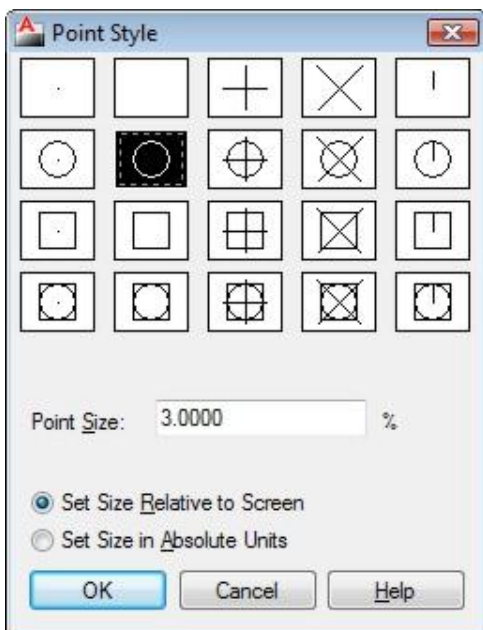 Point Style
Point Size: 3.0000 %
Set Size Relative to Screen
Set Size in Absolute Units
OK Cancel Help